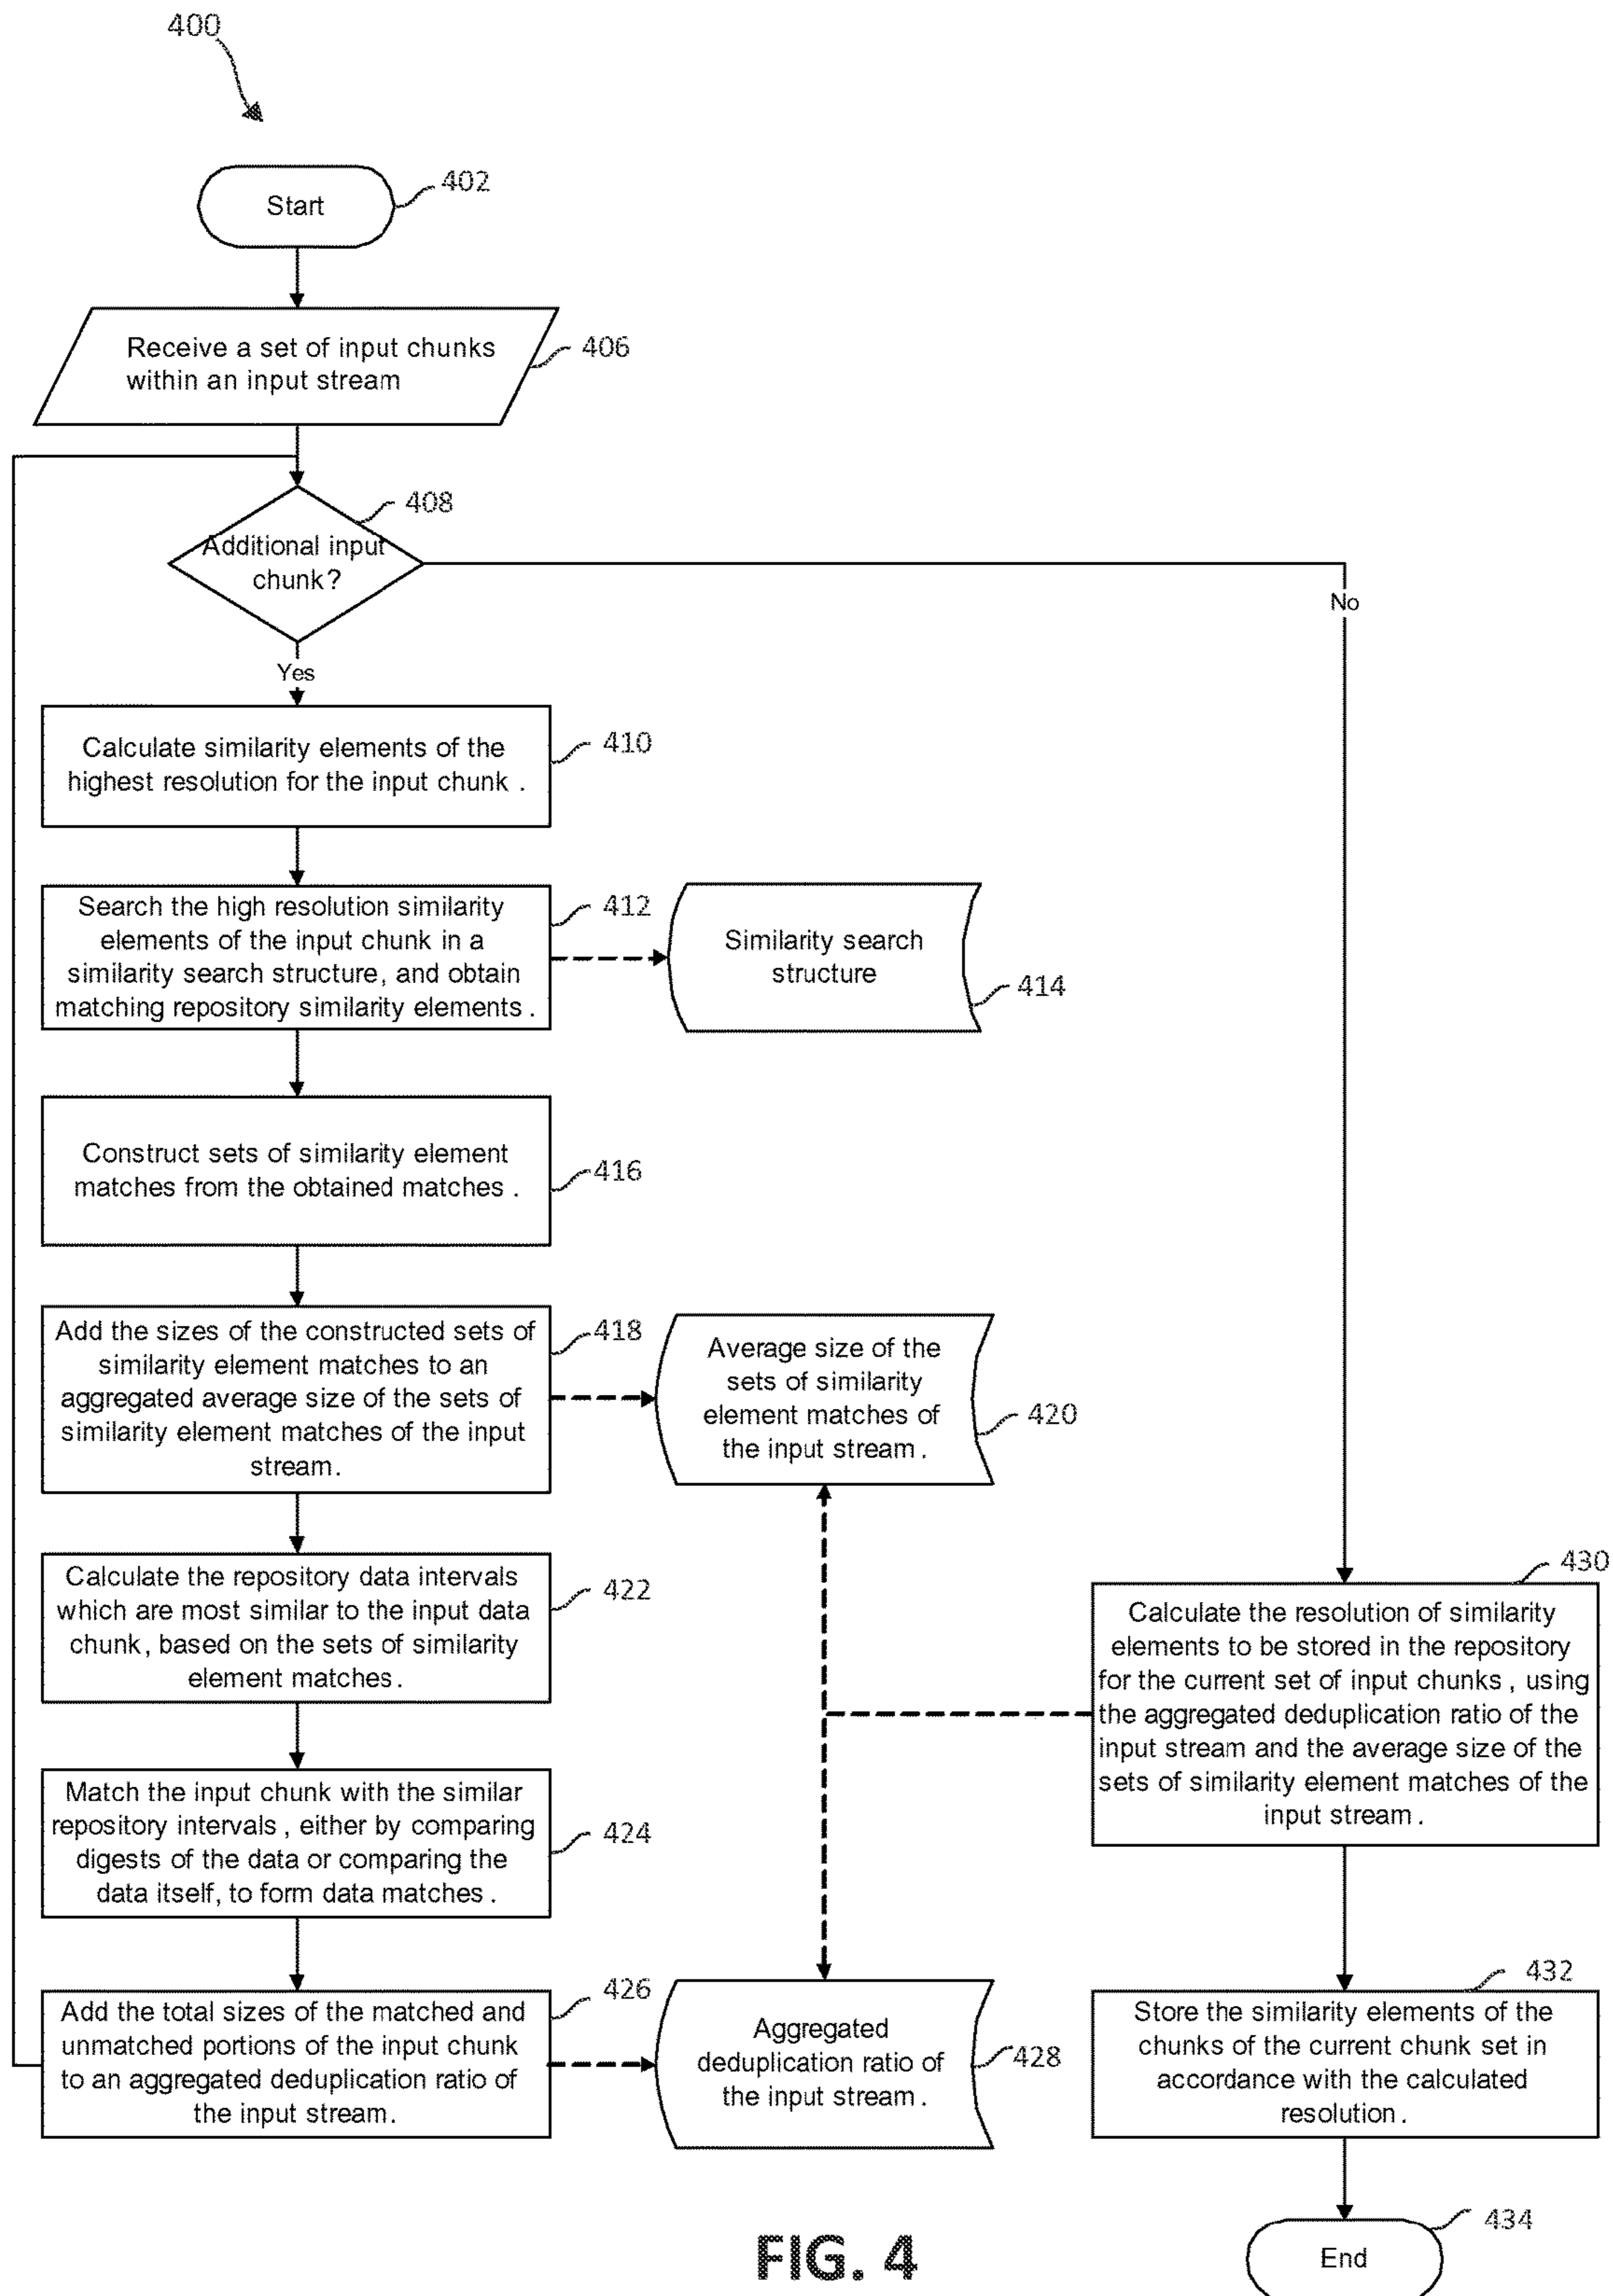 400
402
Start
Receive a set of input chunks
within an input stream
406
408
Additional input
chunk?
No
Yes
Calculate similarity elements of the
highest resolution for the input chunk .
410
Search the high resolution similarity
elements of the input chunk in a
similarity search structure, and obtain
matching repository similarity elements .
412
Similarity search
structure
414
Construct sets of similarity element
matches from the obtained matches .
416
Add the sizes of the constructed sets of
similarity element matches to an
aggregated average size of the sets of
similarity element matches of the input
stream.
418
Average size of the
sets of similarity
element matches of
the input stream .
420
Calculate the repository data intervals
which are most similar to the input data
chunk, based on the sets of similarity
element matches.
422
430
Calculate the resolution of similarity
elements to be stored in the repository
for the current set of input chunks , using
the aggregated deduplication ratio of the
input stream and the average size of the
sets of similarity element matches of the
input stream .
Match the input chunk with the similar
repository intervals , either by comparing
digests of the data or comparing the
data itself, to form data matches .
424
Add the total sizes of the matched and
unmatched portions of the input chunk
to an aggregated deduplication ratio of
the input stream.
426
Aggregated
deduplication ratio of
the input stream .
428
432
Store the similarity elements of the
chunks of the current chunk set in
accordance with the calculated
resolution .
434
End
FIG. 4